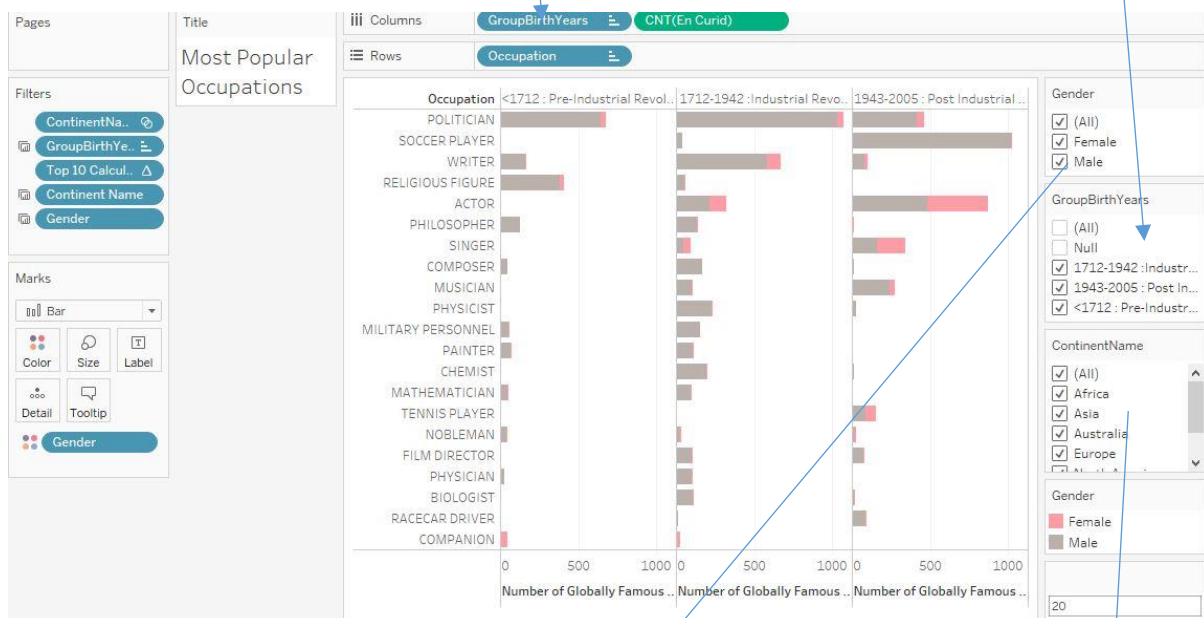 Pages
Title
iii Columns
GroupBirthYears
CNT(En Curid)
Most Popular
Occupations
Rows
Occupation
Filters
ContinentNa..
GroupBirthYe..
Top 10 Calcul.. Δ
Continent Name
Gender
Marks
Bar
Color
Size
Label
Detail
Tooltip
Gender
Occupation
<1712 : Pre-Industrial Revol..
1712-1942 :Industrial Revo..
1943-2005 : Post Industrial ..
POLITICIAN
SOCCER PLAYER
WRITER
RELIGIOUS FIGURE
ACTOR
PHILOSOPHER
SINGER
COMPOSER
MUSICIAN
PHYSICIST
MILITARY PERSONNEL
PAINTER
CHEMIST
MATHEMATICIAN
TENNIS PLAYER
NOBLEMAN
FILM DIRECTOR
PHYSICIAN
BIOLOGIST
RACECAR DRIVER
COMPANION
0 500 1000 0 500 1000 0 500 1000
Number of Globally Famous ..
Number of Globally Famous ..
Number of Globally Famous ..
Gender
(All)
Female
Male
GroupBirthYears
(All)
Null
1712-1942 :Industr...
1943-2005 : Post In...
<1712 : Pre-Industr...
ContinentName
(All)
Africa
Asia
Australia
Europe
Gender
Female
Male
20